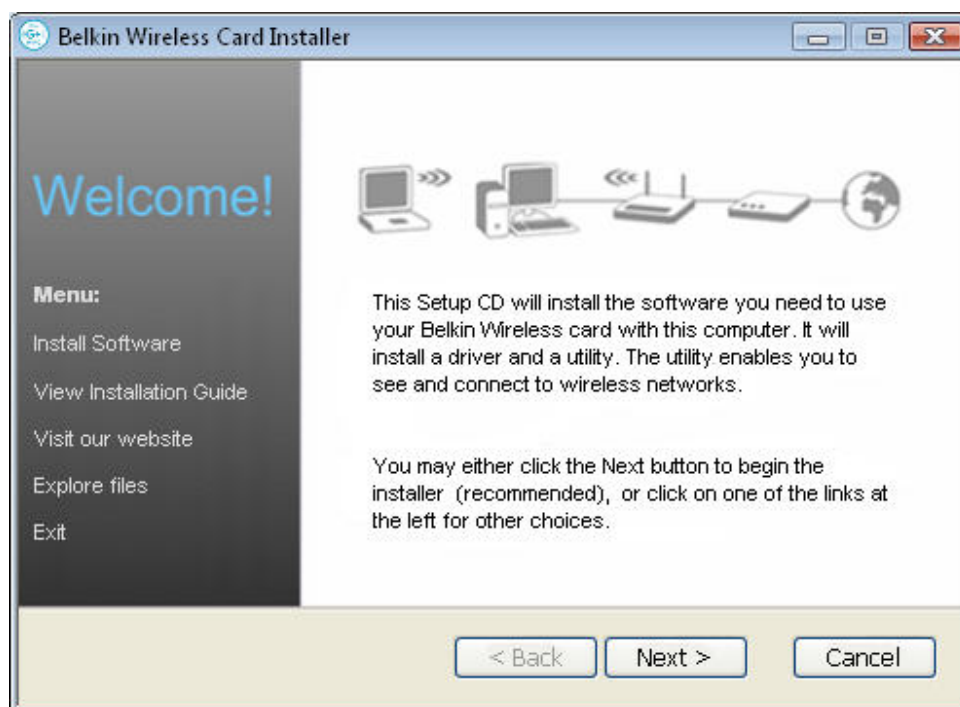 Belkin Wireless Card Installer
Welcome!
Menu:
Install Software
View Installation Guide
Visit our website
Explore files
Exit
This Setup CD will install the software you need to use
your Belkin Wireless card with this computer. It will
install a driver and a utility. The utility enables you to
see and connect to wireless networks.
You may either click the Next button to begin the
installer (recommended), or click on one of the links at
the left for other choices.
< Back
Next >
Cancel